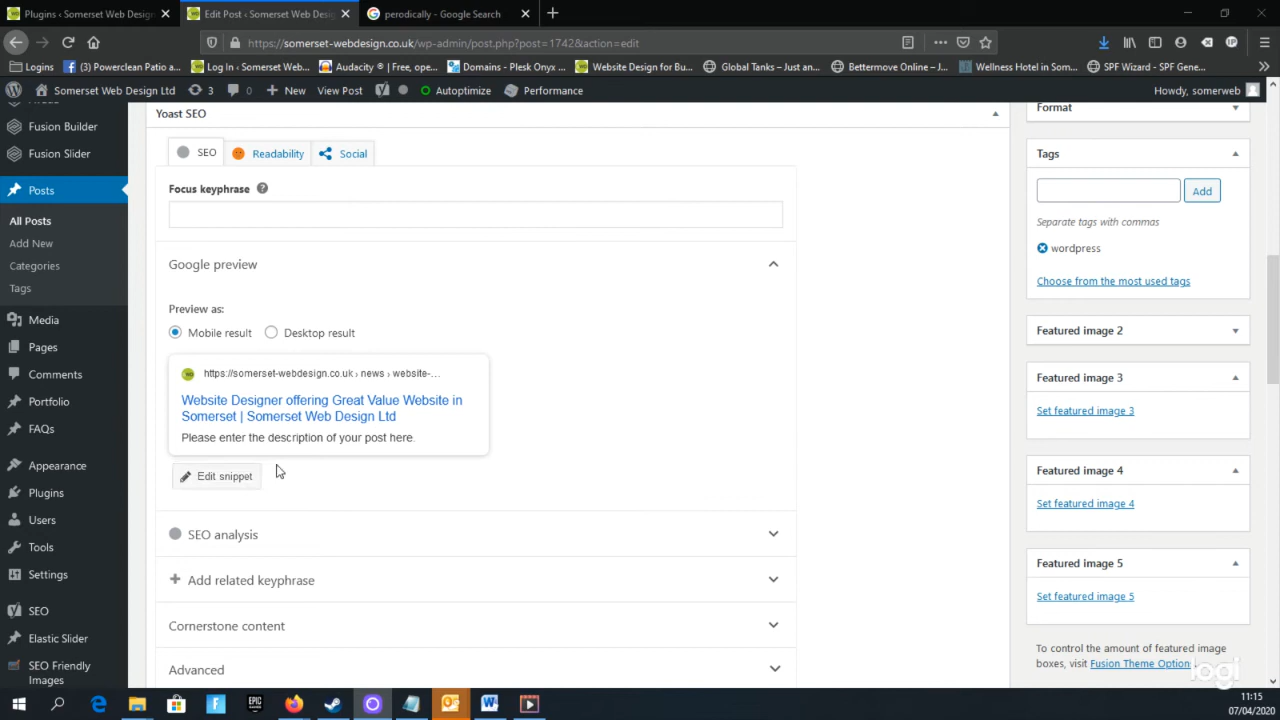 Plugins ‹ Somerset Web Design
Edit Post ‹ Somerset Web Desi
perodically - Google Search
https://somerset-webdesign.co.uk/wp-admin/post.php?post=1742&action=edit
Logins
(3) Powerclean Patio a...
Log In ‹ Somerset Web...
Audacity ® | Free, ope...
Domains - Plesk Onyx ...
Website Design for Bu...
Global Tanks – Just an...
Bettermove Online – J...
Wellness Hotel in Som...
SPF Wizard - SPF Gene...
Somerset Web Design Ltd
3
0
New
View Post
Autoptimize
Performance
Howdy, somerweb
Fusion Builder
Fusion Slider
Posts
All Posts
Add New
Categories
Tags
Media
Pages
Comments
Portfolio
FAQs
Appearance
Plugins
Users
Tools
Settings
SEO
Elastic Slider
SEO Friendly
Images
Yoast SEO
SEO
Readability
Social
Focus keyphrase
Google preview
Preview as:
Mobile result
Desktop result
https://somerset-webdesign.co.uk › news › website-...
Website Designer offering Great Value Website in
Somerset | Somerset Web Design Ltd
Please enter the description of your post here.
Edit snippet
SEO analysis
Add related keyphrase
Cornerstone content
Advanced
Format
Tags
Add
Separate tags with commas
wordpress
Choose from the most used tags
Featured image 2
Featured image 3
Set featured image 3
Featured image 4
Set featured image 4
Featured image 5
Set featured image 5
To control the amount of featured image
boxes, visit Fusion Theme Options
logi
11:15
07/04/2020